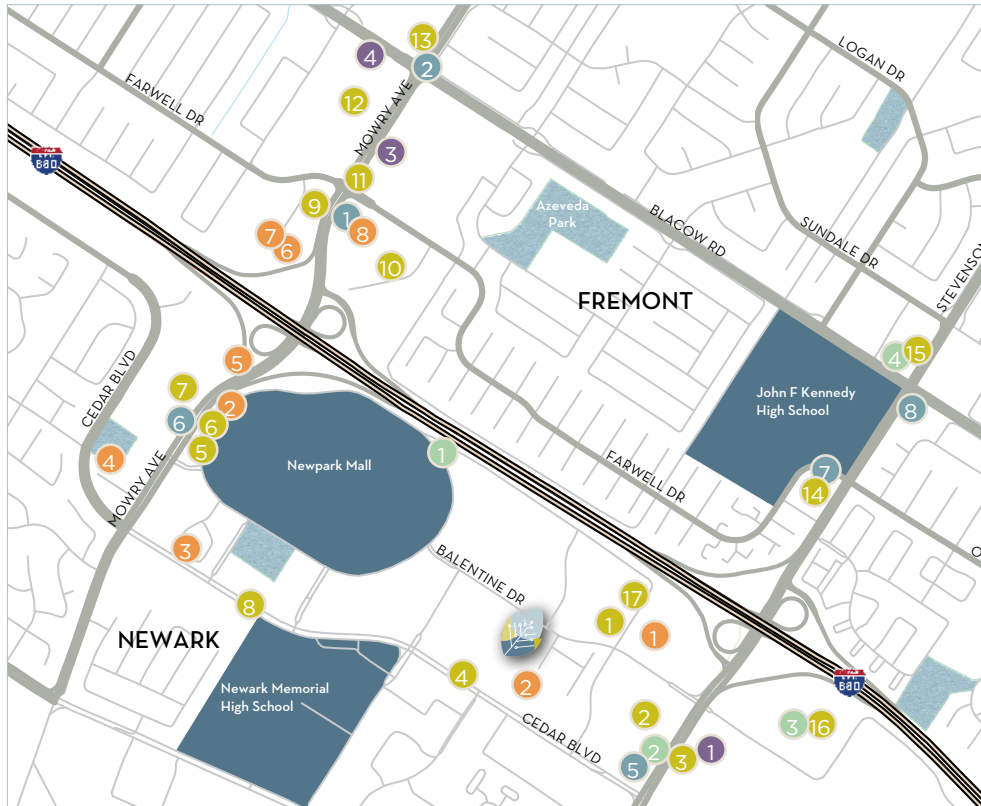 13
4
2
LOGAN DR
FARWELL DR
12
MOWRY AVE
3
11
9
1
8
7
6
10
Azeveda
Park
BLACOW RD
SUNDALE DR
STEVENSON
FREMONT
5
4
15
CEDAR BLVD
7
2
6
6
5
John F Kennedy
High School
8
4
MOWRY AVE
Newpark Mall
1
FARWELL DR
7
14
3
BALENTINE DR
O
8
17
1
1
NEWARK
4
2
Newark Memorial
High School
CEDAR BLVD
2
3
16
2
3
1
5